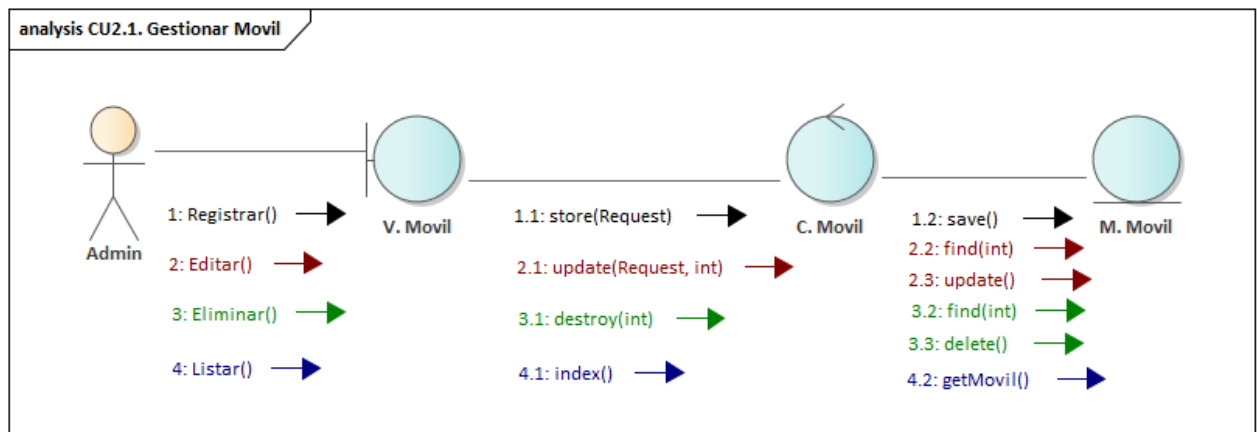 analysis CU2.1. Gestionar Movil
Admin
V. Movil
C. Movil
M. Movil
1: Registrar()
2: Editar()
3: Eliminar()
4: Listar()
1.1: store(Request)
2.1: update(Request, int)
3.1: destroy(int)
4.1: index()
1.2: save()
2.2: find(int)
2.3: update()
3.2: find(int)
3.3: delete()
4.2: getMovil()